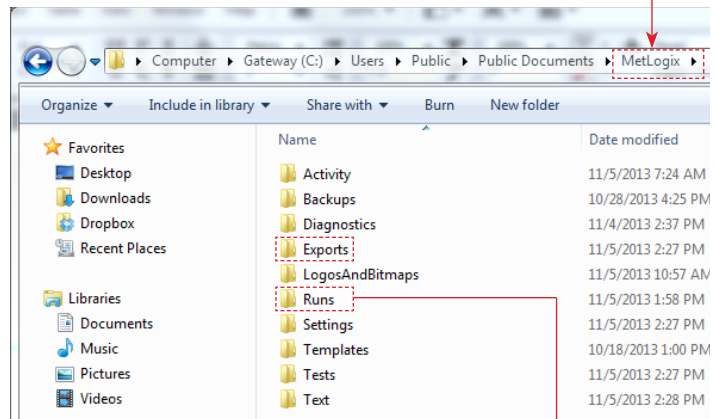 Computer Gateway (C:) Users Public Public Documents MetLogix
Organize Include in library Share with Burn New folder
Favorites
Desktop
Downloads
Dropbox
Recent Places
Libraries
Documents
Music
Pictures
Videos
Name Date modified
Activity 11/5/2013 7:24 AM
Backups 10/28/2013 4:25 PM
Diagnostics 11/4/2013 2:37 PM
Exports 11/5/2013 2:27 PM
LogosAndBitmaps 11/5/2013 10:57 AM
Runs 11/5/2013 1:58 PM
Settings 11/5/2013 2:27 PM
Templates 10/18/2013 1:00 PM
Tests 11/5/2013 2:27 PM
Text 11/5/2013 2:28 PM